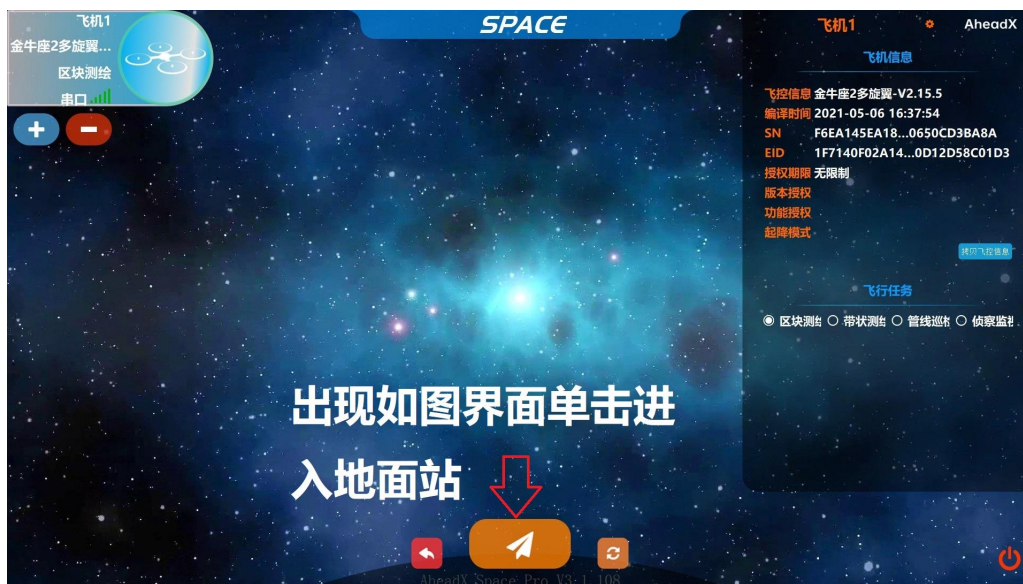 飞机1
金牛座2多旋翼...
区块测绘
串口
SPACE
飞机1
AheadX
飞机信息
飞控信息 金牛座2多旋翼-V2.15.5
编译时间 2021-05-06 16:37:54
SN F6EA145EA18...0650CD3BA8A
EID 1F7140F02A14...0D12D58C01D3
授权期限 无限制
版本授权
功能授权
起降模式
拷贝飞控信息
飞行任务
区块测绘 带状测绘 管线巡检 侦察监视
出现如图界面单击进
入地面站
AheadX Space Pro V3.1.108